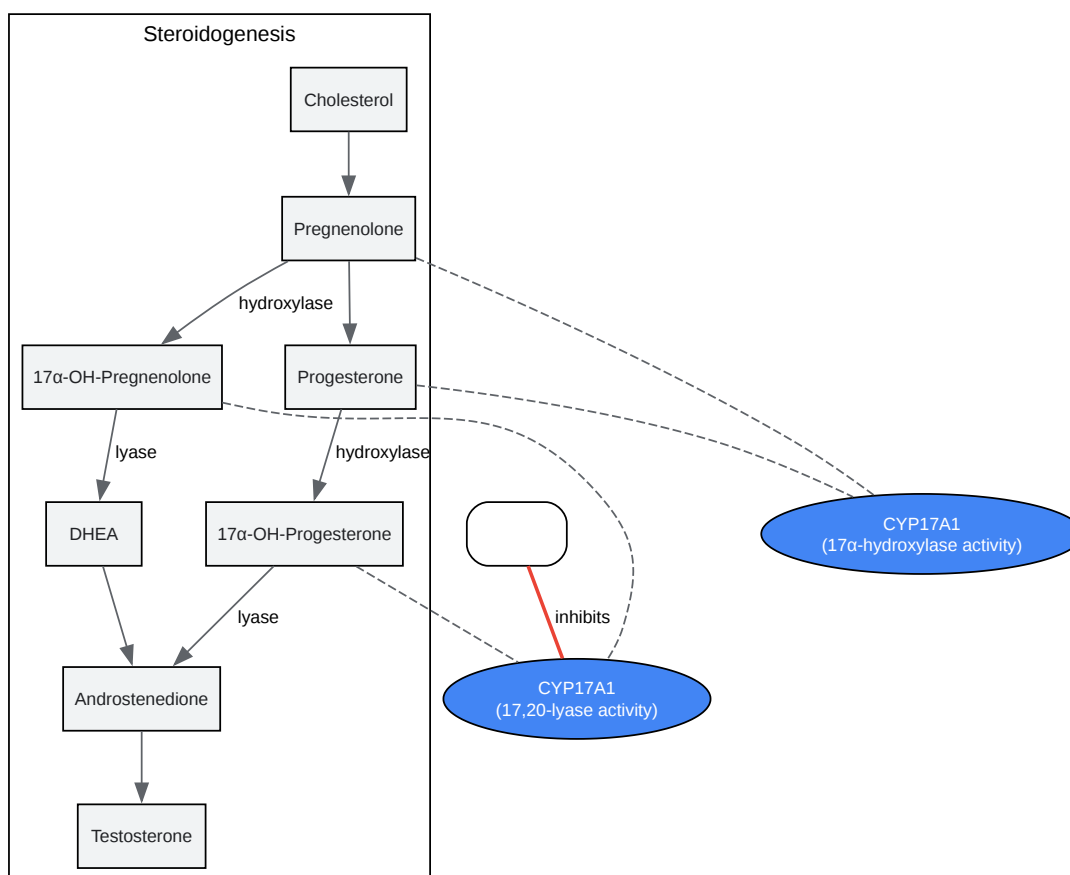 Steroidogenesis
Cholesterol
Pregnenolone
hydroxylase
17α-OH-Pregnenolone
Progesterone
lyase
hydroxylase
DHEA
17α-OH-Progesterone
CYP17A1
(17α-hydroxylase activity)
lyase
inhibits
Androstenedione
CYP17A1
(17,20-lyase activity)
Testosterone